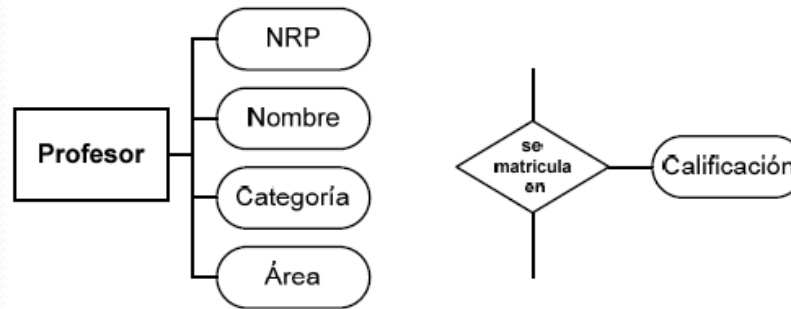 Profesor
NRP
Nombre
Categoría
Área
se
matricula
en
Calificación